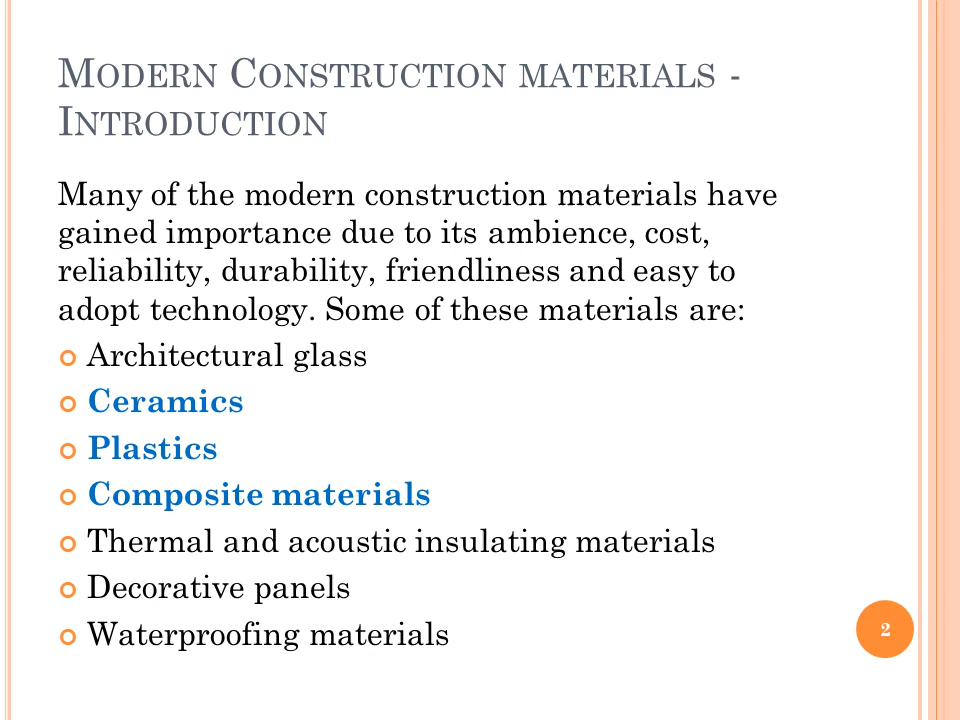 Modern Construction materials -
Introduction
Many of the modern construction materials have
gained importance due to its ambience, cost,
reliability, durability, friendliness and easy to
adopt technology. Some of these materials are:
Architectural glass
Ceramics
Plastics
Composite materials
Thermal and acoustic insulating materials
Decorative panels
Waterproofing materials
2